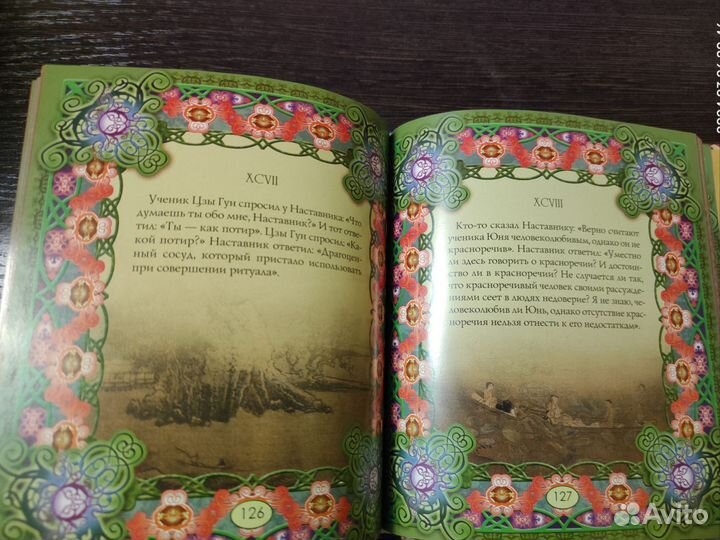 XCVII
Ученик Цзы Гун спросил у Наставника: «Что
думаешь ты обо мне, Наставник?» И тот отве-
тил: «Ты — как потир». Цзы Гун спросил: «Ка-
кой потир?» Наставник ответил: «Драгоцен-
ный сосуд, который пристало использовать
при совершении ритуала».
126
XCVIII
Кто-то сказал Наставнику: «Верно считают
ученика Юня человеколюбивым, однако он не
красноречив». Наставник ответил: «Уместно
ли здесь говорить о красноречии? И достоин-
ство ли в красноречии? Не случается ли так,
что красноречивый человек своими рассужде-
ниями сеет в людях недоверие? Я не знаю, че-
ловеколюбив ли Юнь, однако отсутствие крас-
норечия нельзя отнести к его недостаткам».
127
Avito